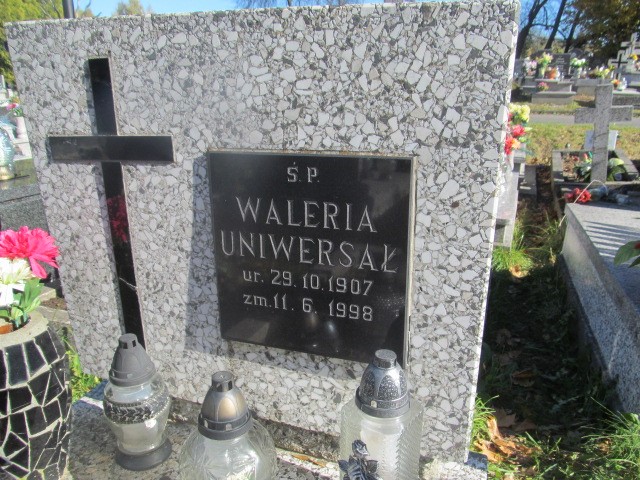 Ś.P.
WALERIA
UNIWERSAŁ
ur. 29.10.1907
zm.11.6.1998